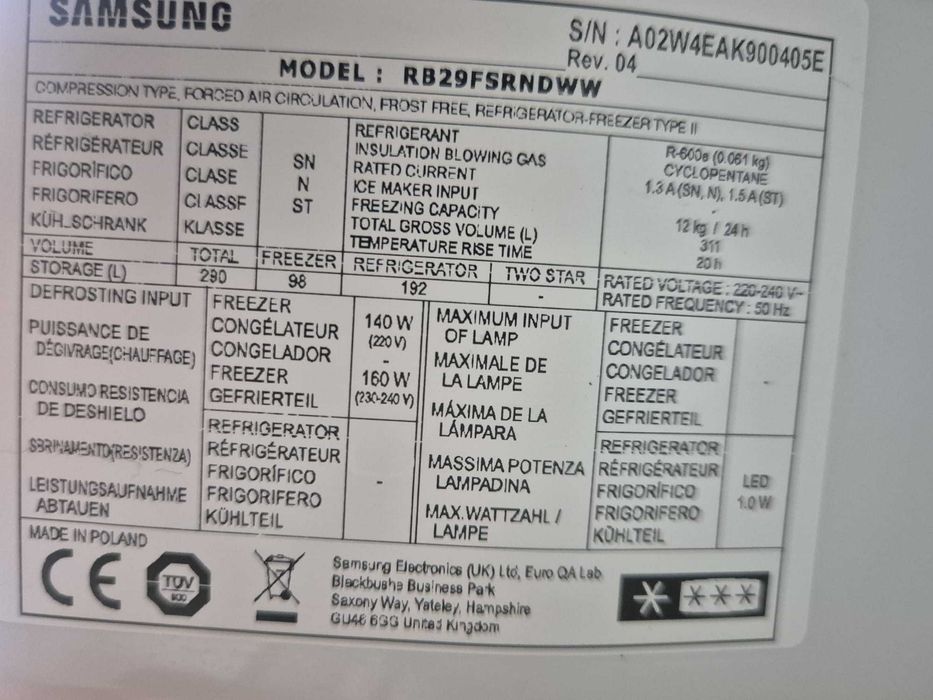 SAMSUNG
S/N : A02W4EAK900405E
Rev. 04
MODEL : RB29FSRNDWW
COMPRESSION TYPE, FORCED AIR CIRCULATION, FROST FREE, REFRIGERATOR-FREEZER TYPE II
REFRIGERATOR
RÉFRIGÉRATEUR
FRIGORÍFICO
FRIGORIFERO
KÜHLSCHRANK
CLASS
CLASSE
CLASE
CLASSE
KLASSE
SN
N
ST
REFRIGERANT R-600a (0.061 kg)
INSULATION BLOWING GAS CYCLOPENTANE
RATED CURRENT 1.3 A (SN, N), 1.5 A (ST)
ICE MAKER INPUT -
FREEZING CAPACITY 12 kg / 24 h
TOTAL GROSS VOLUME (L) 311
TEMPERATURE RISE TIME 20 h
VOLUME TOTAL FREEZER REFRIGERATOR TWO STAR
STORAGE (L) 290 98 192 -
RATED VOLTAGE : 220-240 V~
RATED FREQUENCY : 50 Hz
DEFROSTING INPUT
PUISSANCE DE
DÉGIVRAGE(CHAUFFAGE)
CONSUMO RESISTENCIA
DE DESHIELO
SBRINAMENTO(RESISTENZA)
LEISTUNGSAUFNAHME
ABTAUEN
FREEZER
CONGÉLATEUR
CONGELADOR
FREEZER
GEFRIERTEIL
140 W
(220 V)
-
160 W
(230-240 V)
REFRIGERATOR
RÉFRIGÉRATEUR
FRIGORÍFICO
FRIGORIFERO
KÜHLTEIL
-
MAXIMUM INPUT
OF LAMP
MAXIMALE DE
LA LAMPE
MÁXIMA DE LA
LÁMPARA
MASSIMA POTENZA
LAMPADINA
MAX.WATTZAHL /
LAMPE
FREEZER
CONGÉLATEUR
CONGELADOR
FREEZER
GEFRIERTEIL
-
REFRIGERATOR
RÉFRIGÉRATEUR
FRIGORÍFICO
FRIGORIFERO
KÜHLTEIL
LED
1.0 W
MADE IN POLAND
CE
TÜV
SÜD
Samsung Electronics (UK) Ltd, Euro QA Lab
Blackbushe Business Park
Saxony Way, Yateley, Hampshire
GU46 6GG United Kingdom